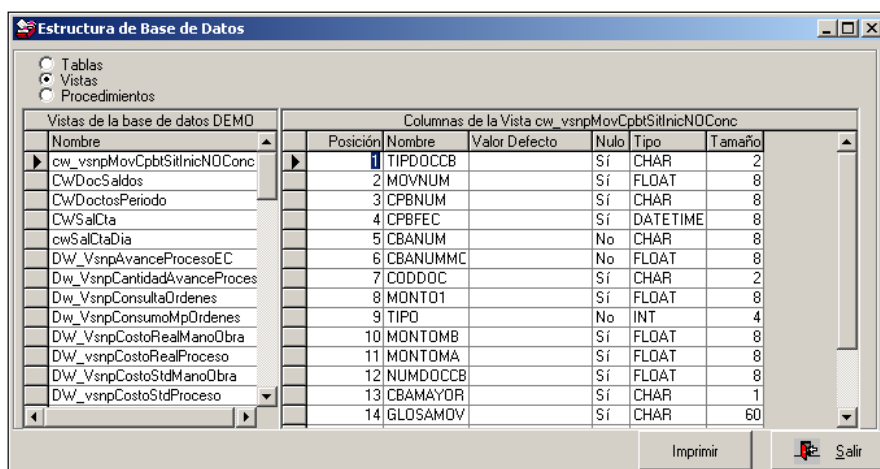 Estructura de Base de Datos
Tablas
Vistas
Procedimientos
Vistas de la base de datos DEMO
Nombre
cw_vsnpMovCpbtSitInicNOConc
CWDocSaldos
CWDoctosPeriodo
CWSalCta
cwSalCtaDia
DW_VsnpAvanceProcesoEC
Dw_VsnpCantidadAvanceProces
Dw_VsnpConsultaOrdenes
Dw_VsnpConsumoMpOrdenes
DW_VsnpCostoRealManoObra
DW_vsnpCostoRealProceso
DW_VsnpCostoStdManoObra
DW_vsnpCostoStdProceso
Columnas de la Vista cw_vsnpMovCpbtSitInicNOConc
Posición Nombre Valor Defecto Nulo Tipo Tamaño
1 TIPDOCCB Sí CHAR 2
2 MOVNUM Sí FLOAT 8
3 CPBNUM Sí CHAR 8
4 CPBFEC Sí DATETIME 8
5 CBANUM No CHAR 8
6 CBANUMMC No FLOAT 8
7 CODDOC Sí CHAR 2
8 MONTO1 Sí FLOAT 8
9 TIPO No INT 4
10 MONTOMB Sí FLOAT 8
11 MONTOMA Sí FLOAT 8
12 NUMDOCCB Sí FLOAT 8
13 CBAMAYOR Sí CHAR 1
14 GLOSAMOV Sí CHAR 60
Imprimir
Salir